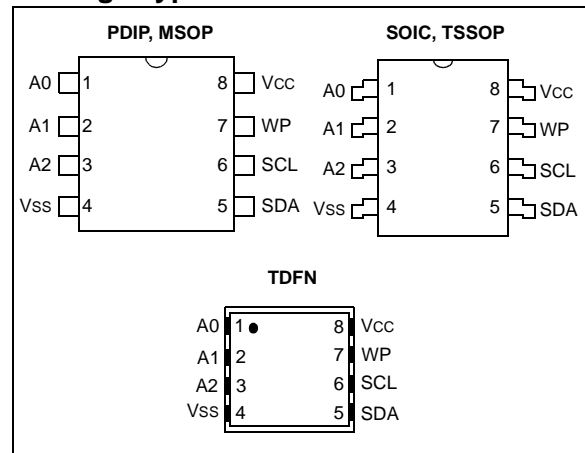 PDIP, MSOP
A0 1 8 VCC
A1 2 7 WP
A2 3 6 SCL
VSS 4 5 SDA
SOIC, TSSOP
A0 1 8 VCC
A1 2 7 WP
A2 3 6 SCL
VSS 4 5 SDA
TDFN
A0 1 8 VCC
A1 2 7 WP
A2 3 6 SCL
VSS 4 5 SDA